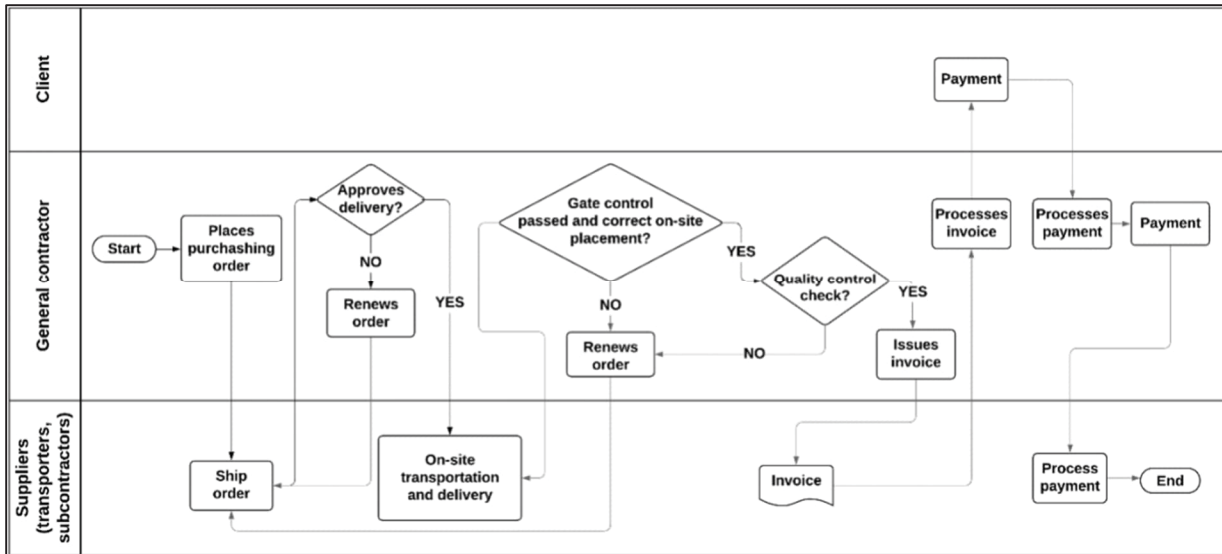 Client
General contractor
Suppliers
(transporters,
subcontractors)
Payment
Start
Places
purchashing
order
Approves
delivery?
NO
Renews
order
YES
Gate control
passed and correct on-site
placement?
YES
NO
Renews
order
Quality control
check?
NO
YES
Issues
invoice
Processes
invoice
Processes
payment
Payment
Ship
order
On-site
transportation
and delivery
Invoice
Process
payment
End